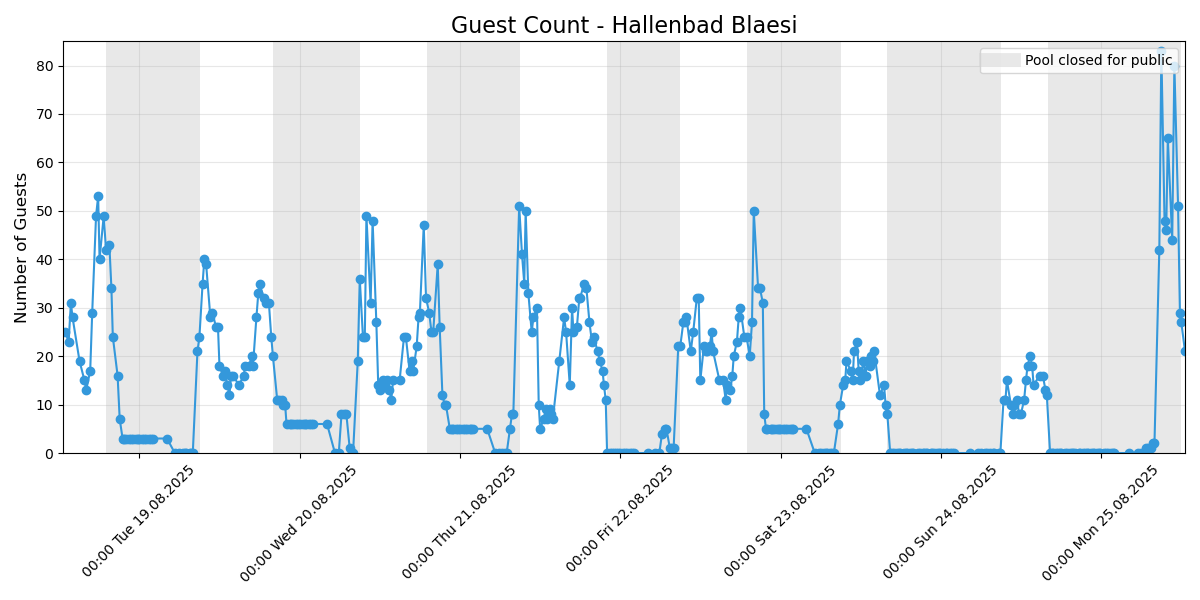 Guest Count - Hallenbad Blaesi
Pool closed for public
Number of Guests
80
70
60
50
40
30
20
10
0
00:00 Tue 19.08.2025
00:00 Wed 20.08.2025
00:00 Thu 21.08.2025
00:00 Fri 22.08.2025
00:00 Sat 23.08.2025
00:00 Sun 24.08.2025
00:00 Mon 25.08.2025